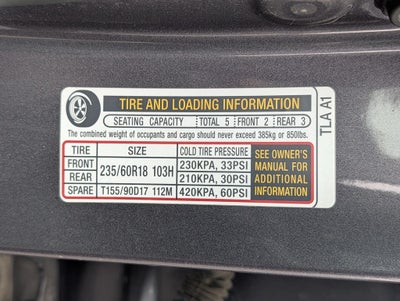 TIRE AND LOADING INFORMATION
SEATING CAPACITY TOTAL 5 FRONT 2 REAR 3
The combined weight of occupants and cargo should never exceed 385kg or 850lbs.
TIRE SIZE COLD TIRE PRESSURE
FRONT 235/60R18 103H 230KPA, 33PSI
REAR 210KPA, 30PSI
SPARE T155/90D17 112M 420KPA, 60PSI
SEE OWNER'S
MANUAL FOR
ADDITIONAL
INFORMATION
TLA A1